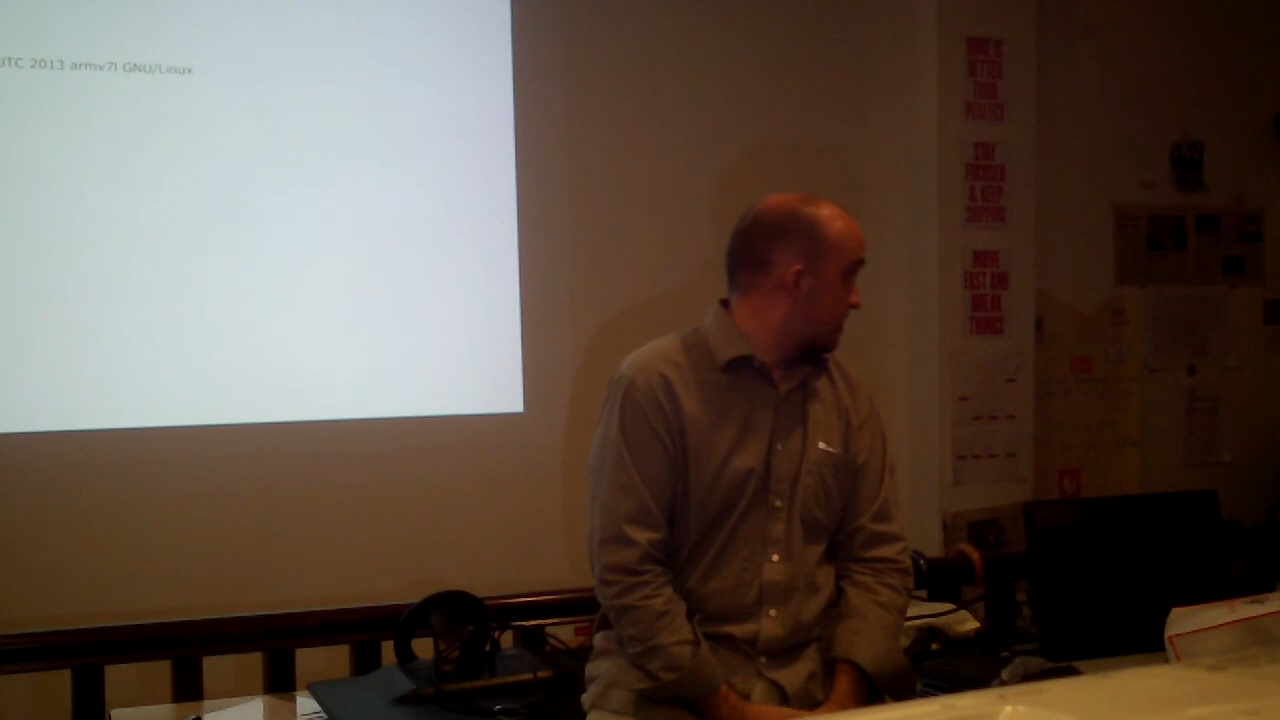 UTC 2013 armv7l GNU/Linux
DONE IS
BETTER
THAN
PERFECT
STAY
FOCUSED
& KEEP
SHIPPING
MOVE
FAST AND
BREAK
THINGS